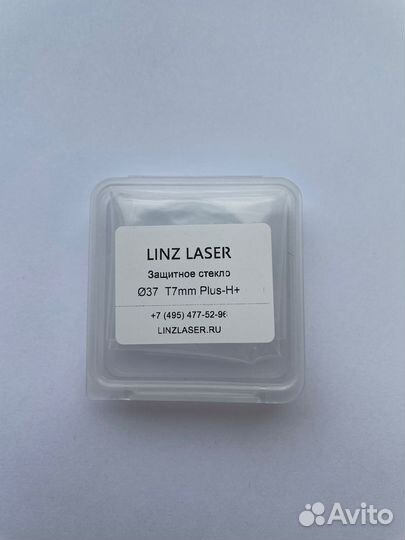 LINZ LASER
Защитное стекло
Ø37 T7mm Plus-H+
+7 (495) 477-52-96
LINZLASER.RU
Avito